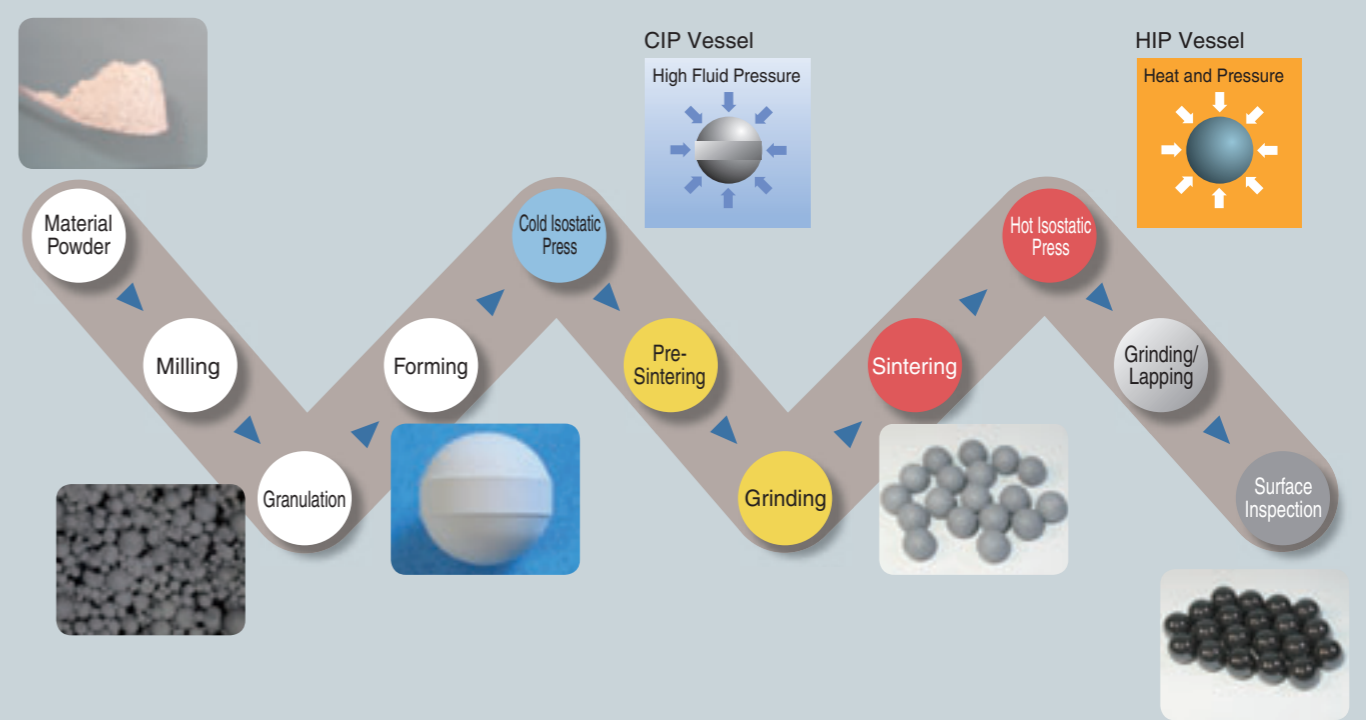 CIP Vessel
High Fluid Pressure
HIP Vessel
Heat and Pressure
Material
Powder
Milling
Granulation
Forming
Cold Isostatic
Press
Pre-
Sintering
Grinding
Sintering
Hot Isostatic
Press
Grinding/
Lapping
Surface
Inspection